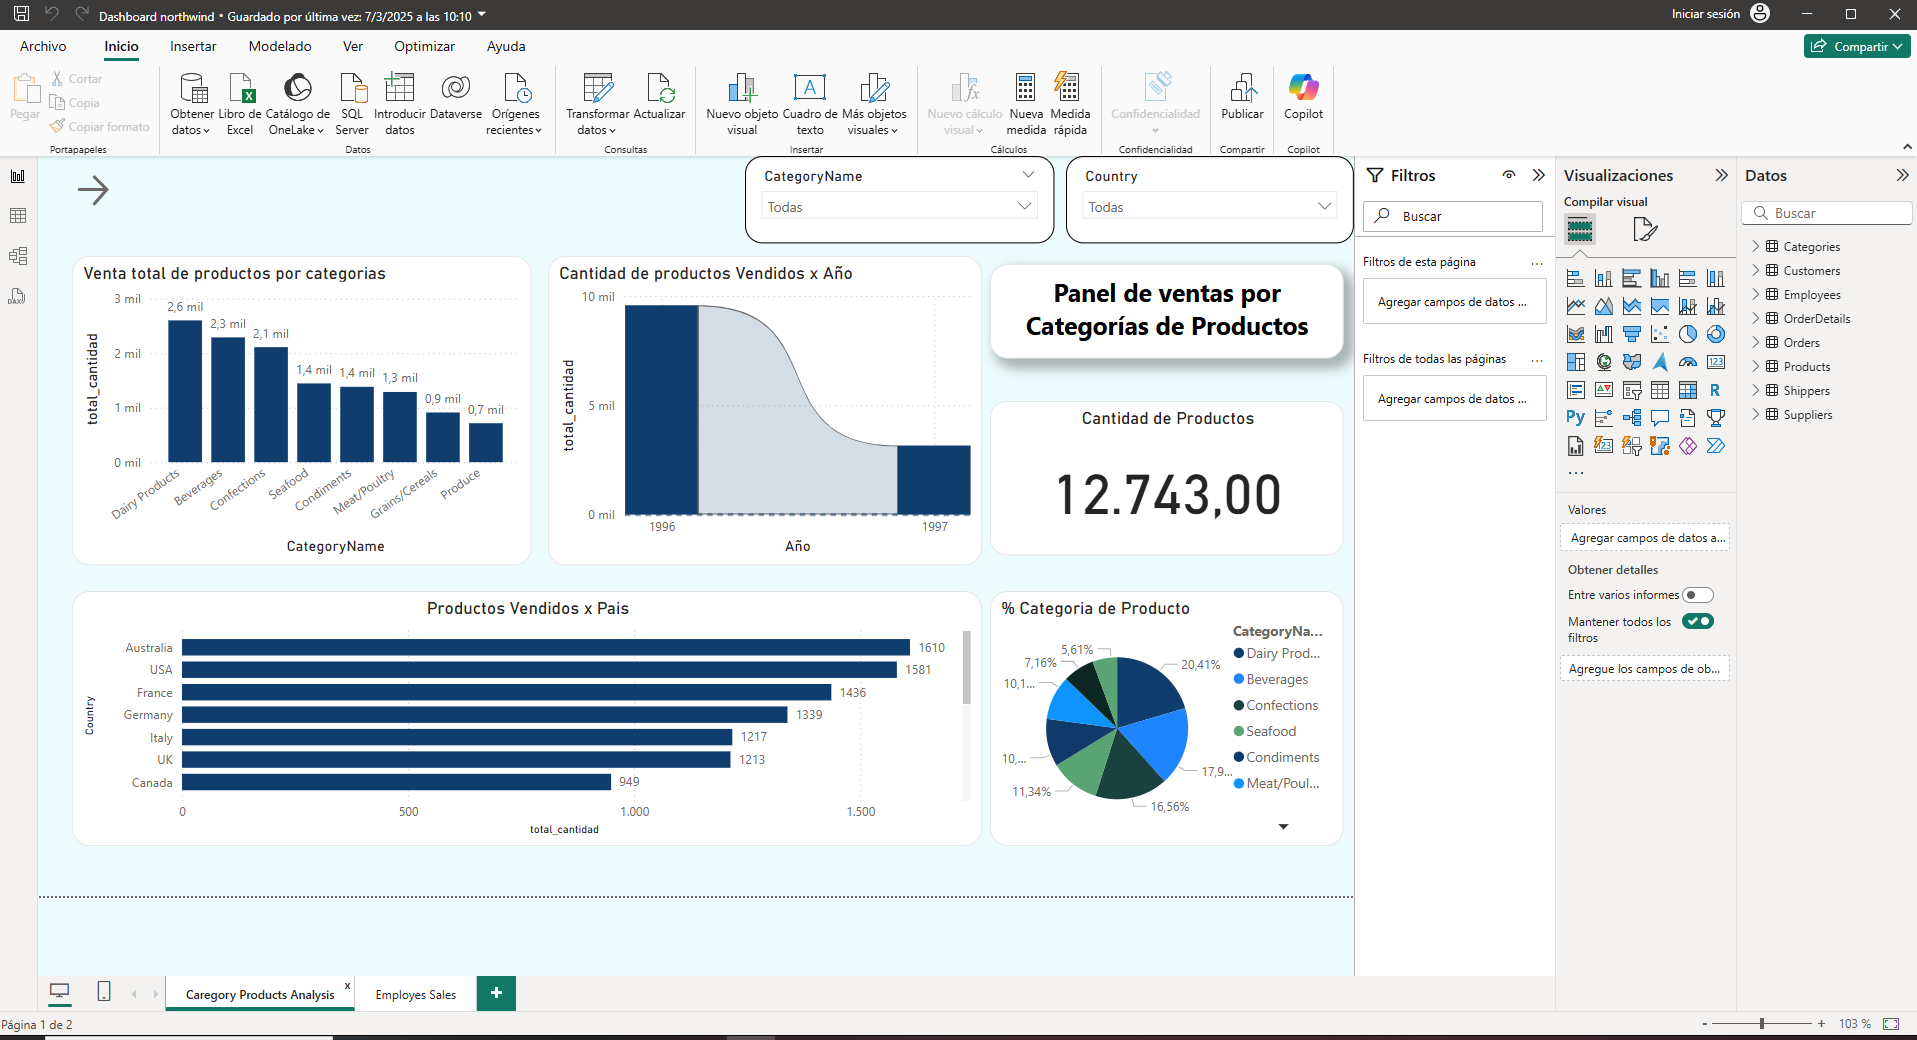 Dashboard northwind • Guardado por última vez: 7/3/2025 a las 10:10
Iniciar sesión
Archivo
Inicio
Insertar
Modelado
Ver
Optimizar
Ayuda
Compartir
Pegar
Cortar
Copia
Copiar formato
Portapapeles
Obtener datos
Libro de Excel
Catálogo de OneLake
SQL Server
Introducir datos
Dataverse
Orígenes recientes
Datos
Transformar datos
Actualizar
Consultas
Nuevo objeto visual
Cuadro de texto
Más objetos visuales
Insertar
Nuevo cálculo visual
Nueva medida
Medida rápida
Cálculos
Confidencialidad
Confidencialidad
Publicar
Compartir
Copilot
Copilot
CategoryName
Todas
Country
Todas
Venta total de productos por categorias
total_cantidad
3 mil
2 mil
1 mil
0 mil
2,6 mil
2,3 mil
2,1 mil
1,4 mil
1,4 mil
1,3 mil
0,9 mil
0,7 mil
Dairy Products
Beverages
Confections
Seafood
Condiments
Meat/Poultry
Grains/Cereals
Produce
CategoryName
Cantidad de productos Vendidos x Año
total_cantidad
10 mil
5 mil
0 mil
1996
1997
Año
Panel de ventas por
Categorías de Productos
Cantidad de Productos
12.743,00
Productos Vendidos x Pais
Country
Australia 1610
USA 1581
France 1436
Germany 1339
Italy 1217
UK 1213
Canada 949
0 500 1.000 1.500
total_cantidad
% Categoria de Producto
5,61%
7,16%
10,1...
10,...
11,34%
16,56%
17,9...
20,41%
CategoryNa...
Dairy Prod...
Beverages
Confections
Seafood
Condiments
Meat/Poul...
Filtros
Buscar
Filtros de esta página ...
Agregar campos de datos ...
Filtros de todas las páginas ...
Agregar campos de datos ...
Visualizaciones
Compilar visual
123
R
Py
123
...
Valores
Agregar campos de datos a...
Obtener detalles
Entre varios informes
Mantener todos los
filtros
Agregue los campos de ob...
Datos
Buscar
Categories
Customers
Employees
OrderDetails
Orders
Products
Shippers
Suppliers
DAX
Caregory Products Analysis x
Employes Sales
+
Página 1 de 2
- + 103 %